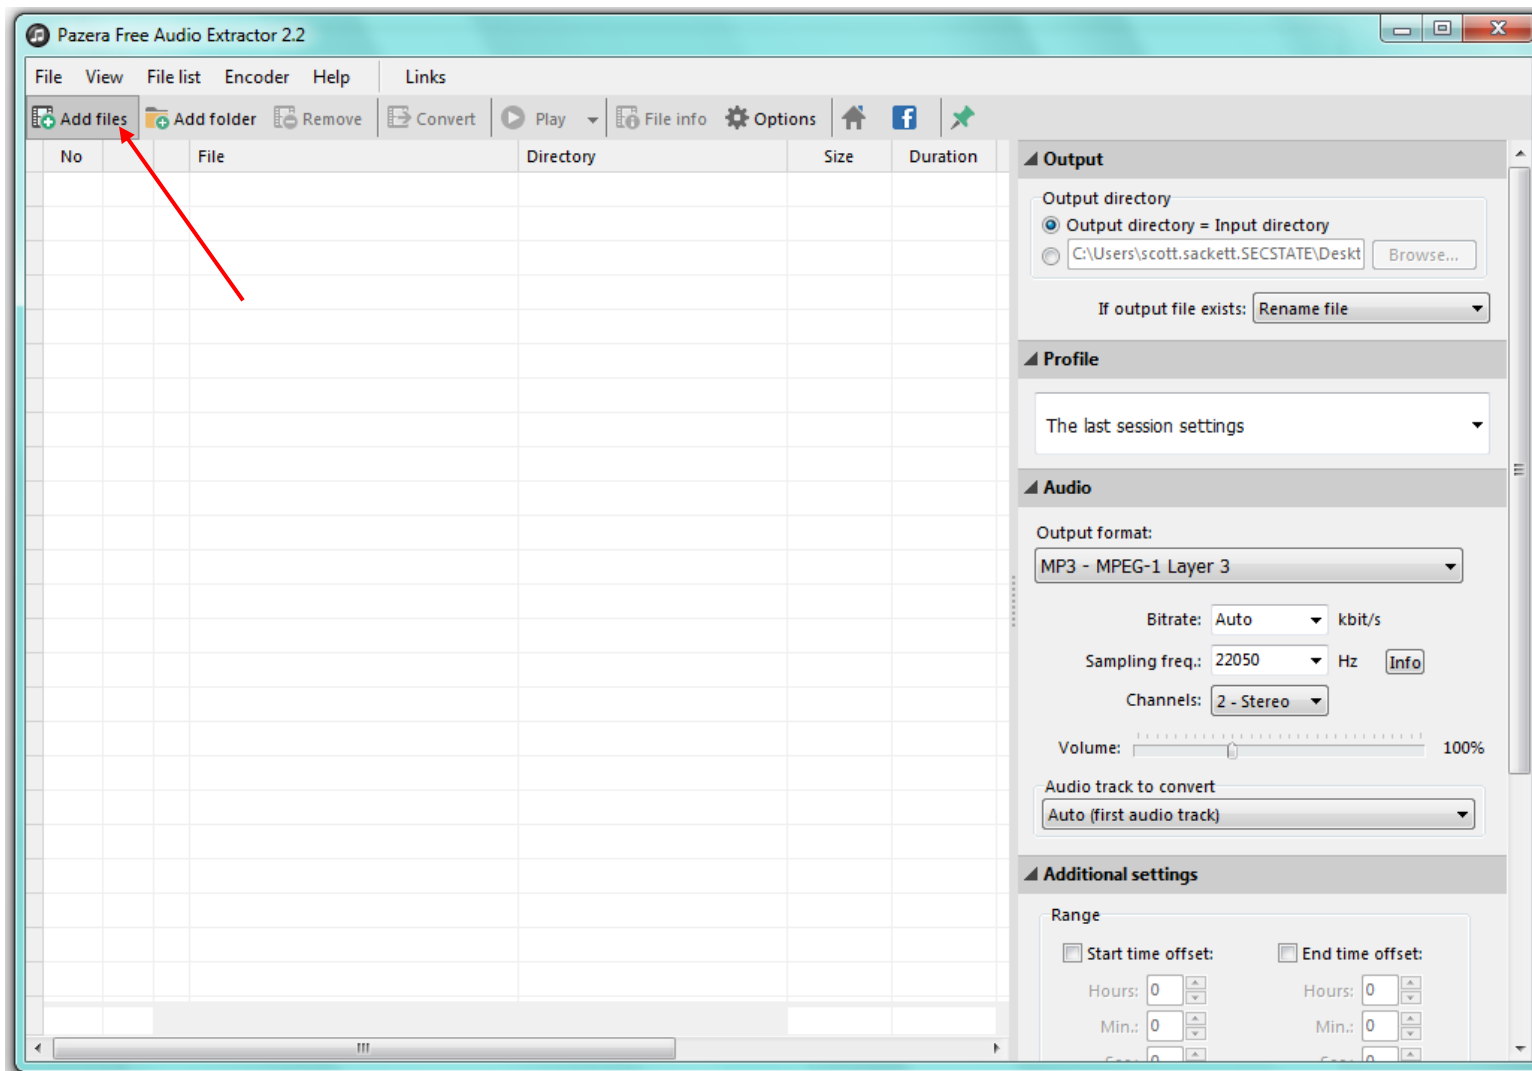 Pazera Free Audio Extractor 2.2
File View File list Encoder Help Links
Add files Add folder Remove Convert Play File info Options
No File Directory Size Duration
Output
Output directory
Output directory = Input directory
C:\Users\scott.sackett.SECSTATE\Deskt Browse...
If output file exists: Rename file
Profile
The last session settings
Audio
Output format:
MP3 - MPEG-1 Layer 3
Bitrate: Auto kbit/s
Sampling freq.: 22050 Hz Info
Channels: 2 - Stereo
Volume: 100%
Audio track to convert
Auto (first audio track)
Additional settings
Range
Start time offset: End time offset:
Hours: 0 Hours: 0
Min.: 0 Min.: 0